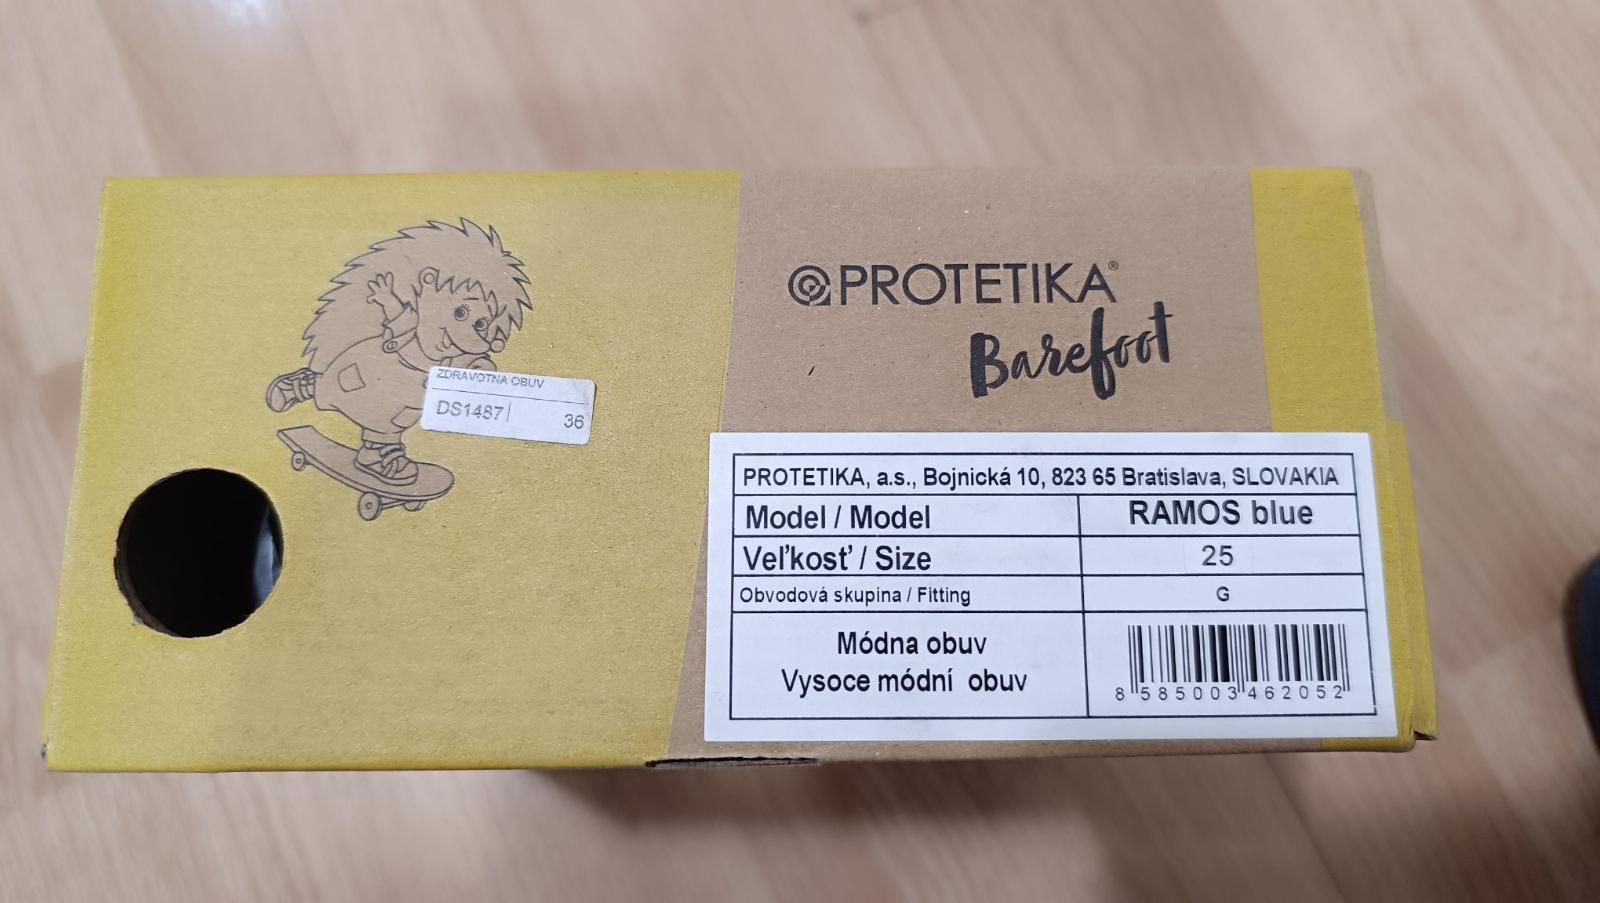 PROTETIKA®
Barefoot
ZDRAVOTNA OBUV
DS1487
36
PROTETIKA, a.s., Bojnická 10, 823 65 Bratislava, SLOVAKIA
Model / Model RAMOS blue
Veľkosť / Size 25
Obvodová skupina / Fitting G
Módna obuv
Vysoce módní obuv
8 585003 462052